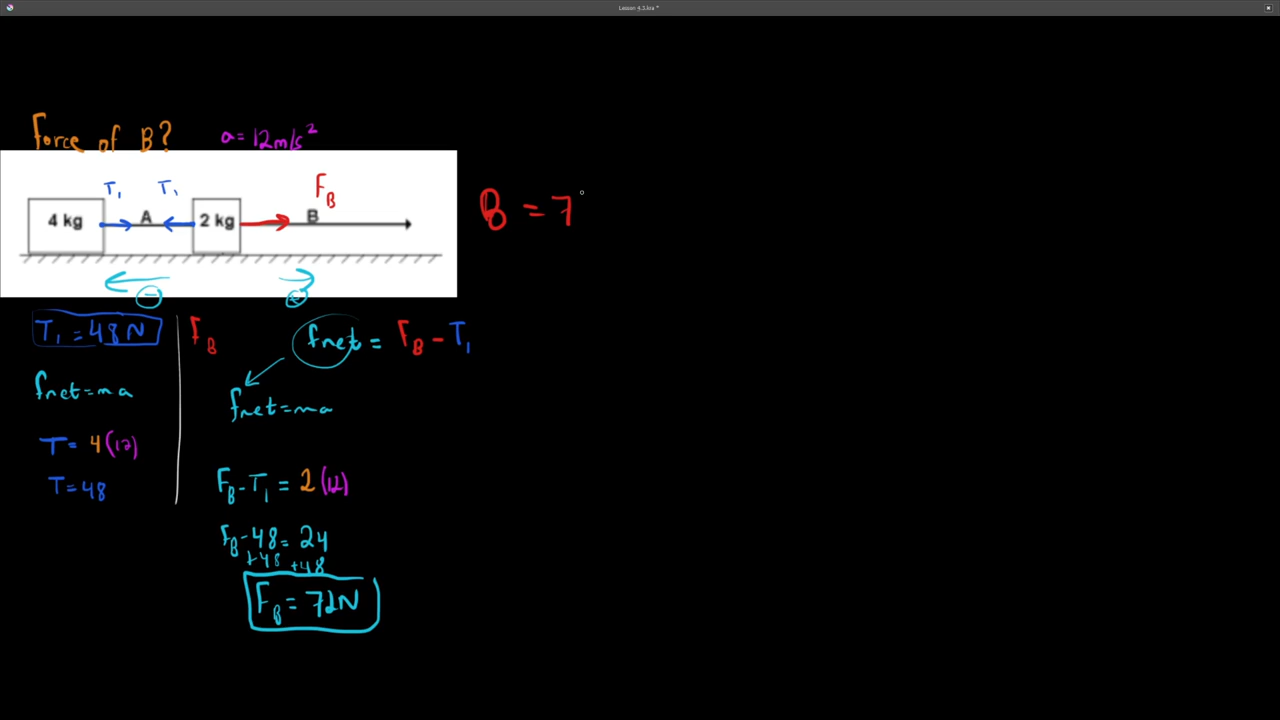 Lesson 4.3.kra *
Force of B? a = 12m/s²
T₁ T₁ F_B
4 kg A 2 kg B
B = 7
- +
T₁ = 48N
F_B
fnet = F_B - T₁
fnet = ma
fnet = ma
T = 4(12)
T = 48
F_B - T₁ = 2(12)
F_B - 48 = 24
+48 +48
F_B = 72N